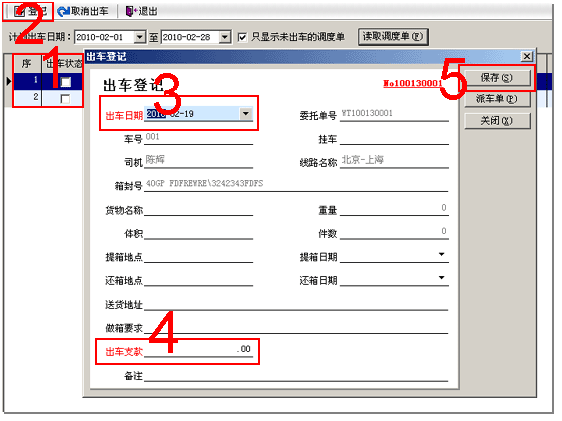 登记 取消出车 退出
2
计划出车日期: 2010-02-01 至 2010-02-28 只显示未出车的调度单 读取调度单(F)
序 出车状态
1
1
2
出车登记
出车登记 No100130001
5
保存(S)
派车单(P)
关闭(X)
3
出车日期 2010-02-19 委托单号 WT100130001
车号 001 挂车
司机 陈辉 线路名称 北京-上海
箱封号 40GP FDFREWRE\3242343FDFS
货物名称 重量 0
体积 件数 0
提箱地点 提箱日期
还箱地点 还箱日期
送货地址
做箱要求
4
出车支款 .00
备注